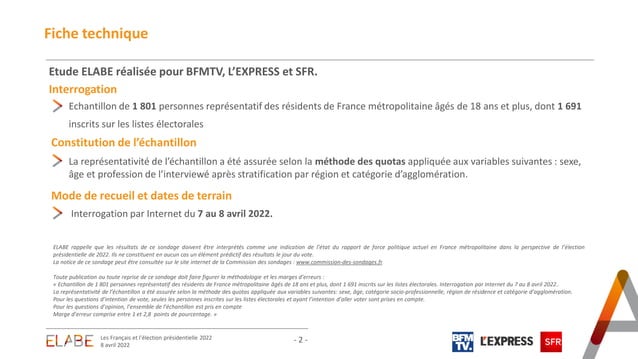 Fiche technique
Etude ELABE réalisée pour BFMTV, L'EXPRESS et SFR.
Interrogation
Echantillon de 1 801 personnes représentatif des résidents de France métropolitaine âgés de 18 ans et plus, dont 1 691
inscrits sur les listes électorales
Constitution de l'échantillon
La représentativité de l'échantillon a été assurée selon la méthode des quotas appliquée aux variables suivantes : sexe,
âge et profession de l'interviewé après stratification par région et catégorie d'agglomération.
Mode de recueil et dates de terrain
Interrogation par Internet du 7 au 8 avril 2022.
ELABE rappelle que les résultats de ce sondage doivent être interprétés comme une indication de l'état du rapport de force politique actuel en France métropolitaine dans la perspective de l'élection
présidentielle de 2022. Ils ne constituent en aucun cas un élément prédictif des résultats le jour du vote.
La notice de ce sondage peut être consultée sur le site internet de la Commission des sondages : www.commission-des-sondages.fr
Toute publication ou toute reprise de ce sondage doit faire figurer la méthodologie et les marges d'erreurs :
« Echantillon de 1 801 personnes représentatif des résidents de France métropolitaine âgés de 18 ans et plus, dont 1 691 inscrits sur les listes électorales. Interrogation par Internet du 7 au 8 avril 2022.
La représentativité de l'échantillon a été assurée selon la méthode des quotas appliquée aux variables suivantes: sexe, âge, catégorie socio-professionnelle, région de résidence et catégorie d'agglomération.
Pour les questions d'intention de vote, seules les personnes inscrites sur les listes électorales et ayant l'intention d'aller voter sont prises en compte.
Pour les questions d'opinion, l'ensemble de l'échantillon est pris en compte
Marge d'erreur comprise entre 1 et 2,8 points de pourcentage. »
ELABE
Les Français et l'élection présidentielle 2022
8 avril 2022
- 2 -
BFM
TV.
L'EXPRESS
SFR